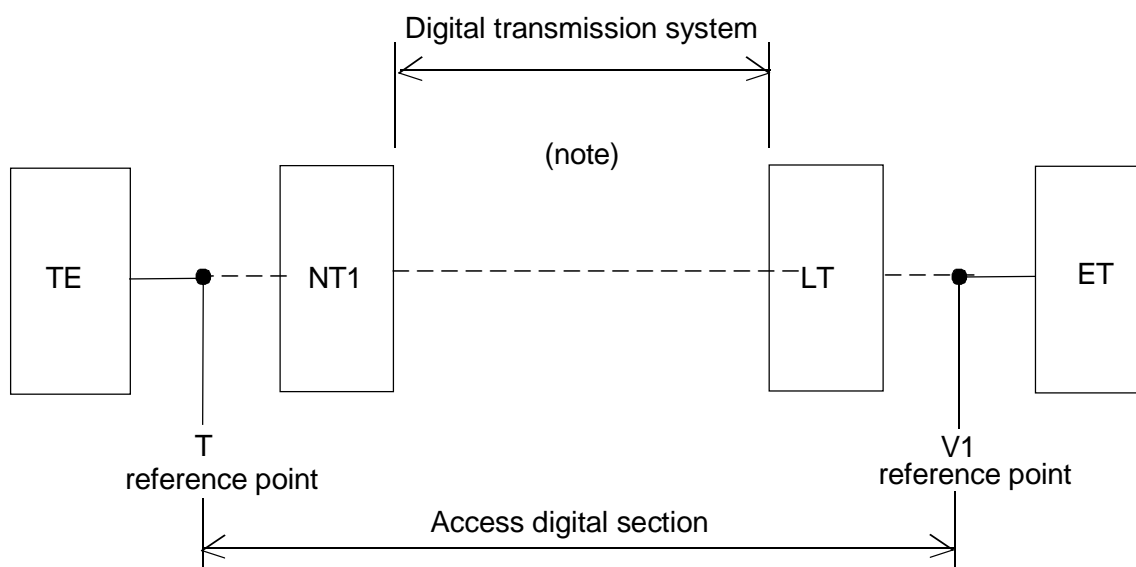 Digital transmission system
(note)
TE
NT1
LT
ET
T
reference point
V1
reference point
Access digital section